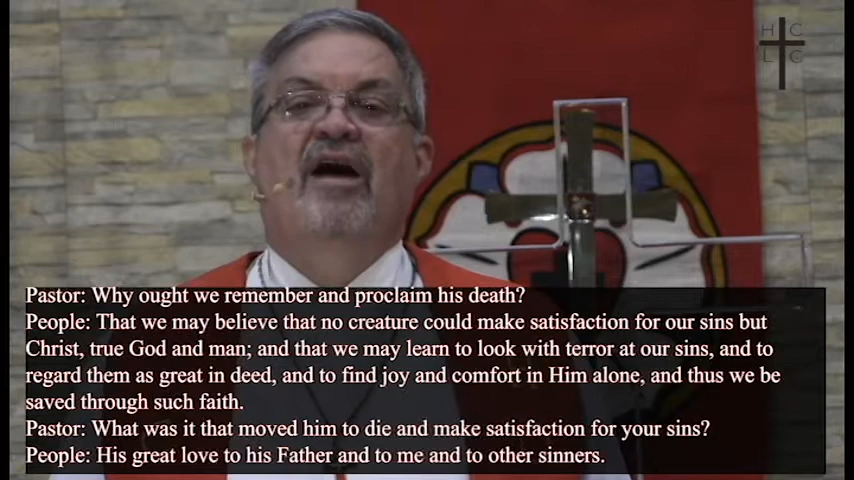 H C
L C
Pastor: Why ought we remember and proclaim his death?
People: That we may believe that no creature could make satisfaction for our sins but
Christ, true God and man; and that we may learn to look with terror at our sins, and to
regard them as great in deed, and to find joy and comfort in Him alone, and thus we be
saved through such faith.
Pastor: What was it that moved him to die and make satisfaction for your sins?
People: His great love to his Father and to me and to other sinners.